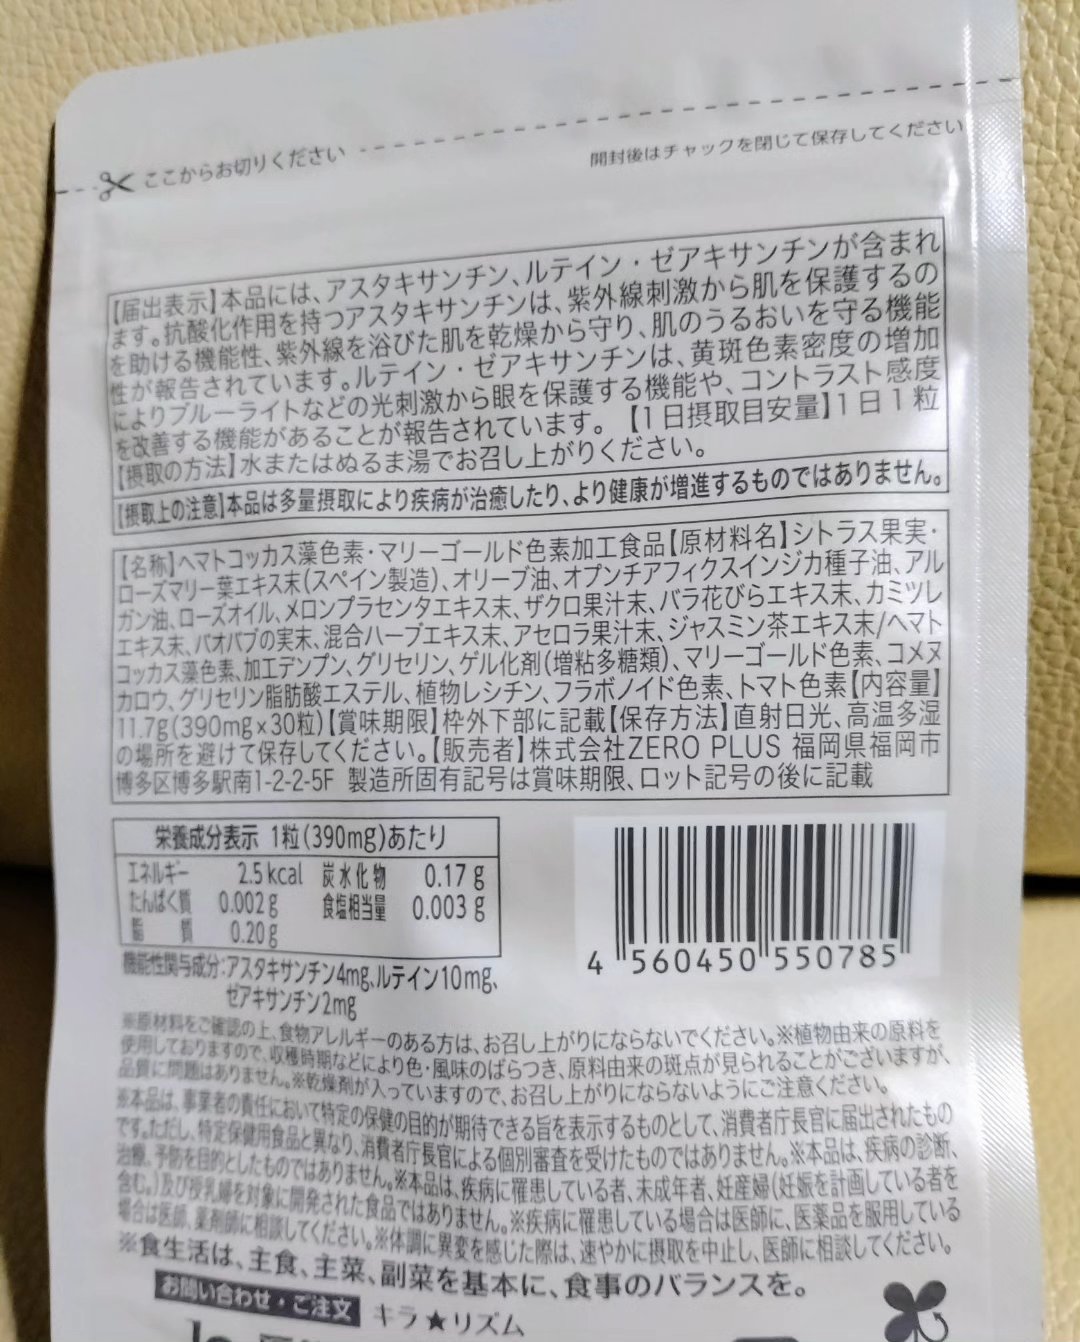 ここからお切りください
開封後はチャックを閉じて保存してください
【届出表示】本品には、アスタキサンチン、ルテイン・ゼアキサンチンが含まれ
ます。抗酸化作用を持つアスタキサンチンは、紫外線刺激から肌を保護するの
を助ける機能性、紫外線を浴びた肌を乾燥から守り、肌のうるおいを守る機能
性が報告されています。ルテイン・ゼアキサンチンは、黄斑色素密度の増加
によりブルーライトなどの光刺激から眼を保護する機能や、コントラスト感度
を改善する機能があることが報告されています。【1日摂取目安量】1日1粒
【摂取の方法】水またはぬるま湯でお召し上がりください。
【摂取上の注意】本品は多量摂取により疾病が治癒したり、より健康が増進するものではありません。
【名称】ヘマトコッカス藻色素・マリーゴールド色素加工食品【原材料名】シトラス果実・
ローズマリー葉エキス末(スペイン製造)、オリーブ油、オプンチアフィクスインジカ種子油、アル
ガン油、ローズオイル、メロンプラセンタエキス末、ザクロ果汁末、バラ花びらエキス末、カミツレ
エキス末、バオバブの実末、混合ハーブエキス末、アセロラ果汁末、ジャスミン茶エキス末/ヘマト
コッカス藻色素、加工デンプン、グリセリン、ゲル化剤(増粘多糖類)、マリーゴールド色素、コメヌ
カロウ、グリセリン脂肪酸エステル、植物レシチン、フラボノイド色素、トマト色素【内容量】
11.7g(390mg×30粒)【賞味期限】枠外下部に記載【保存方法】直射日光、高温多湿
の場所を避けて保存してください。【販売者】株式会社ZERO PLUS 福岡県福岡市
博多区博多駅南1-2-2-5F 製造所固有記号は賞味期限、ロット記号の後に記載
栄養成分表示 1粒(390mg)あたり
エネルギー 2.5kcal 炭水化物 0.17g
たんぱく質 0.002g 食塩相当量 0.003g
脂質 0.20g
機能性関与成分:アスタキサンチン4mg、ルテイン10mg、
ゼアキサンチン2mg
4 560450 550785
※原材料をご確認の上、食物アレルギーのある方は、お召し上がりにならないでください。※植物由来の原料を
使用しておりますので、収穫時期などにより色・風味のばらつき、原料由来の斑点が見られることがございますが、
品質に問題はありません。※乾燥剤が入っていますので、お召し上がりにならないようにご注意ください。
※本品は、事業者の責任において特定の保健の目的が期待できる旨を表示するものとして、消費者庁長官に届出されたもの
です。ただし、特定保健用食品と異なり、消費者庁長官による個別審査を受けたものではありません。※本品は、疾病の診断、
治療、予防を目的としたものではありません。※本品は、疾病に罹患している者、未成年者、妊産婦(妊娠を計画している者を
含む。)及び授乳婦を対象に開発された食品ではありません。※疾病に罹患している場合は医師に、医薬品を服用している
場合は医師、薬剤師に相談してください。※体調に異変を感じた際は、速やかに摂取を中止し、医師に相談してください。
※食生活は、主食、主菜、副菜を基本に、食事のバランスを。
お問い合わせ・ご注文 キラ★リズム